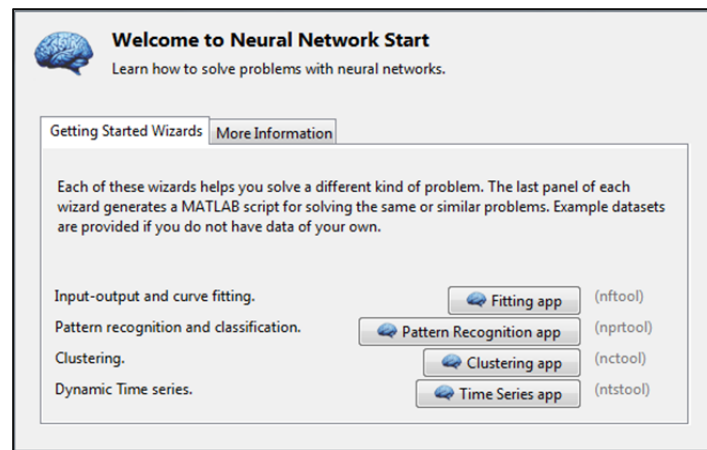 Welcome to Neural Network Start
Learn how to solve problems with neural networks.
Getting Started Wizards More Information
Each of these wizards helps you solve a different kind of problem. The last panel of each
wizard generates a MATLAB script for solving the same or similar problems. Example datasets
are provided if you do not have data of your own.
Input-output and curve fitting. Fitting app (nftool)
Pattern recognition and classification. Pattern Recognition app (nprtool)
Clustering. Clustering app (nctool)
Dynamic Time series. Time Series app (ntstool)